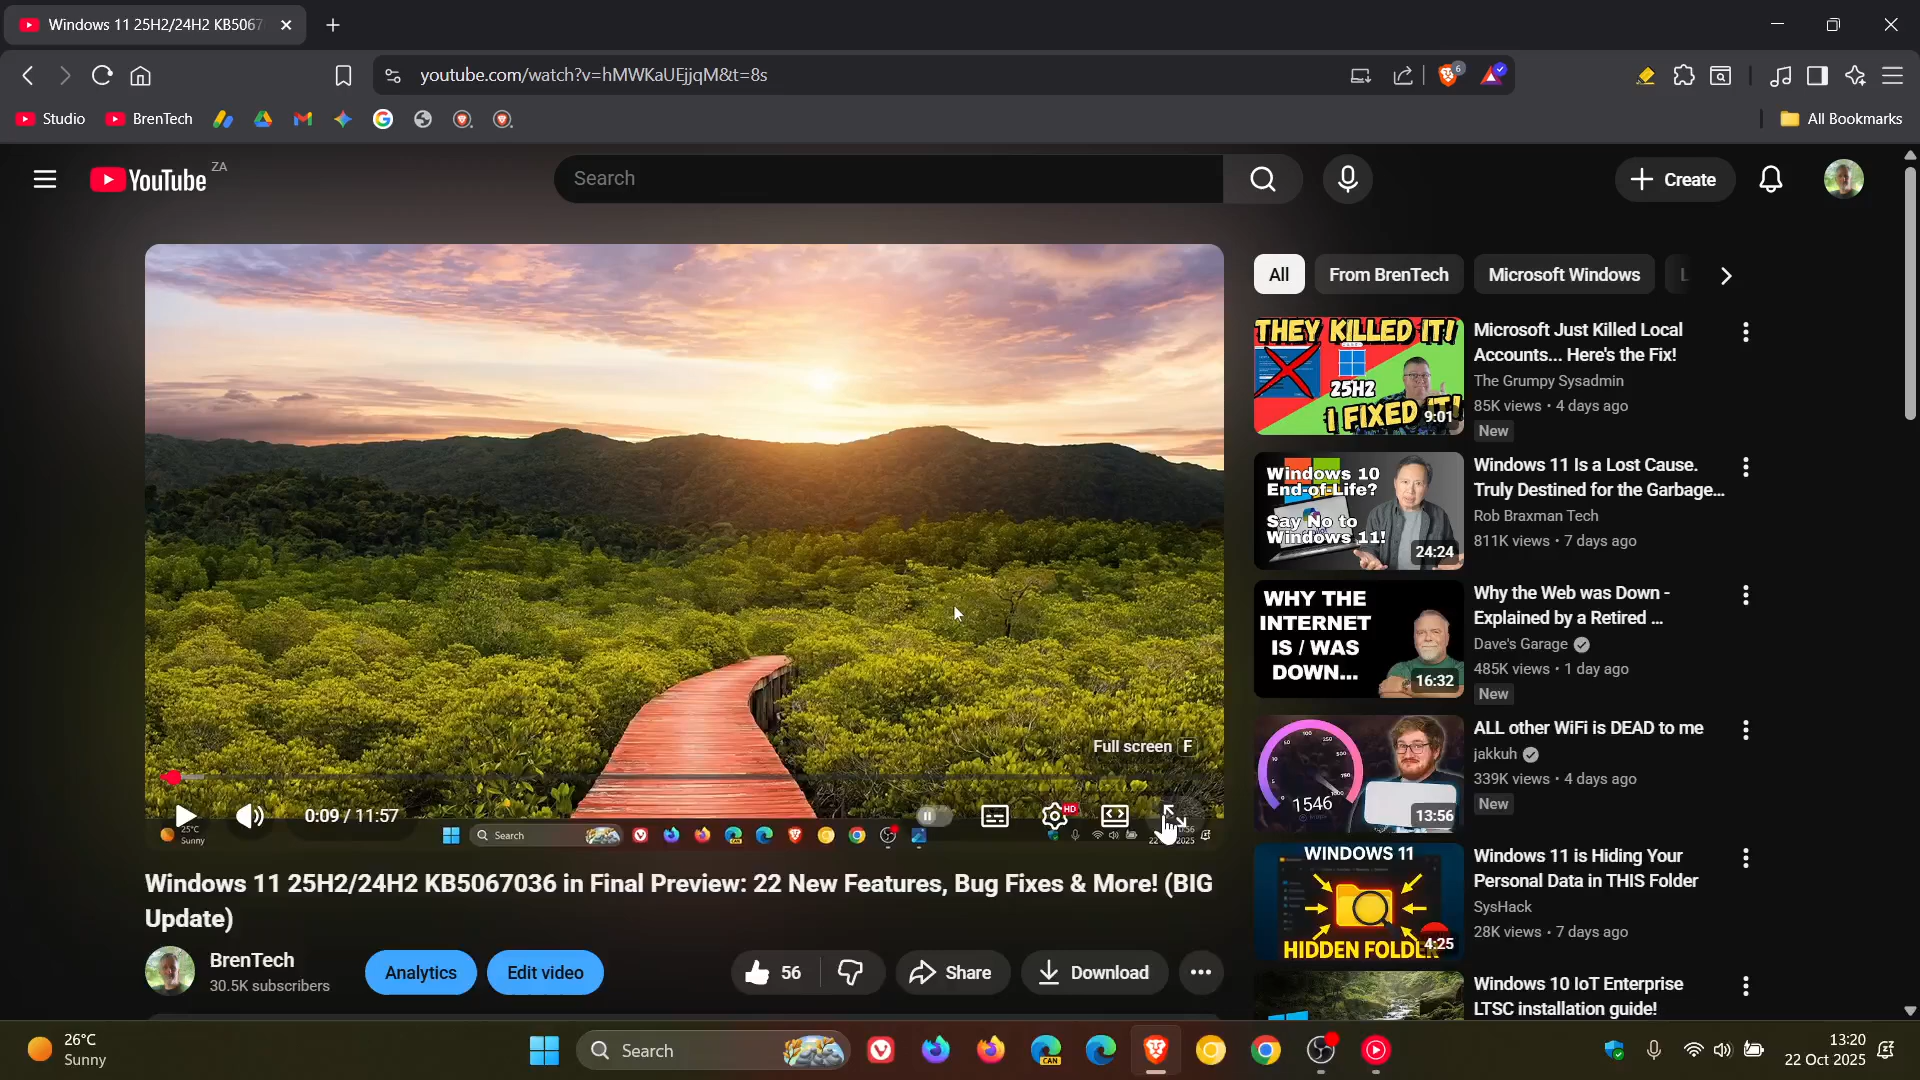 Windows 11 25H2/24H2 KB5067
youtube.com/watch?v=hMWKaUEjjqM&t=8s
6
Studio
BrenTech
All Bookmarks
YouTube ZA
Search
Create
All
From BrenTech
Microsoft Windows
L
THEY KILLED IT!
25H2
I FIXED IT!
9:01
Microsoft Just Killed Local
Accounts... Here's the Fix!
The Grumpy Sysadmin
85K views • 4 days ago
New
Windows 10
End-of-Life?
Say No to
Windows 11!
24:24
Windows 11 Is a Lost Cause.
Truly Destined for the Garbage...
Rob Braxman Tech
811K views • 7 days ago
WHY THE
INTERNET
IS / WAS
DOWN...
16:32
Why the Web was Down -
Explained by a Retired ...
Dave's Garage
485K views • 1 day ago
New
1546
13:56
ALL other WiFi is DEAD to me
jakkuh
339K views • 4 days ago
New
WINDOWS 11
HIDDEN FOLDE
4:25
Windows 11 is Hiding Your
Personal Data in THIS Folder
SysHack
28K views • 7 days ago
Windows 10 IoT Enterprise
LTSC installation guide!
Full screen F
0:09 / 11:57
HD
25°C
Sunny
Search
Windows 11 25H2/24H2 KB5067036 in Final Preview: 22 New Features, Bug Fixes & More! (BIG
Update)
BrenTech
30.5K subscribers
Analytics
Edit video
56
Share
Download
26°C
Sunny
Search
CAN
13:20
22 Oct 2025